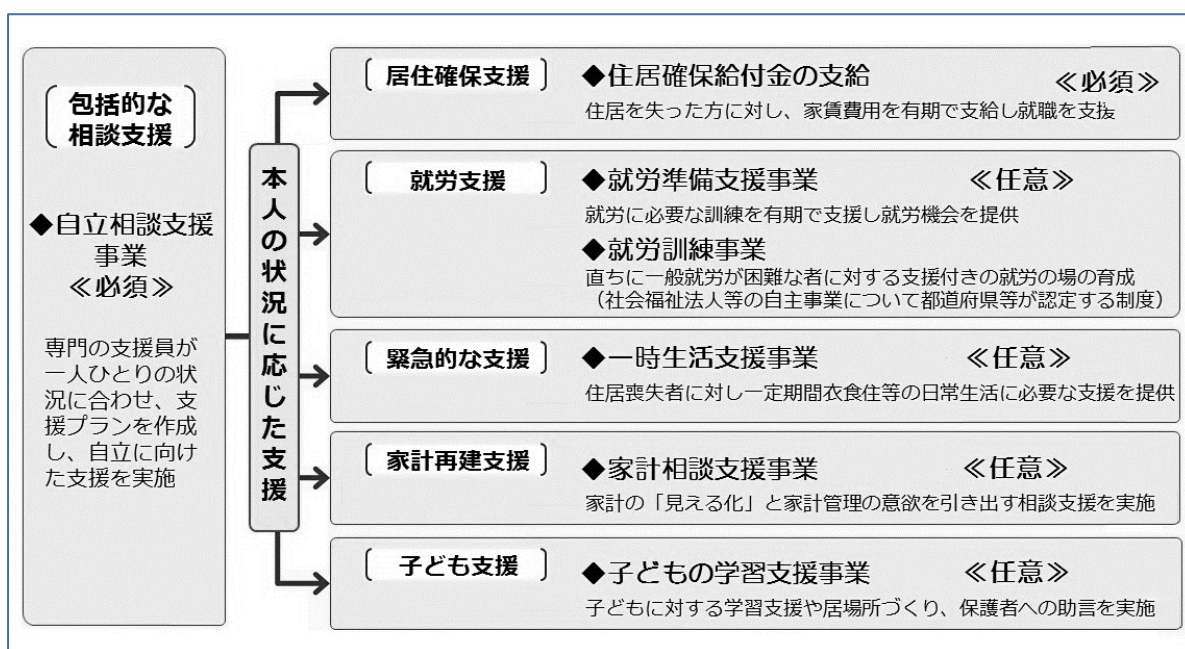 包括的な
相談支援
◆自立相談支援
事業
≪必須≫
専門の支援員が
一人ひとりの状
況に合わせ、支
援プランを作成
し、自立に向け
た支援を実施
本人の状況に応じた支援
〔居住確保支援〕 ◆住居確保給付金の支給 ≪必須≫
住居を失った方に対し、家賃費用を有期で支給し就職を支援
〔就労支援〕 ◆就労準備支援事業 ≪任意≫
就労に必要な訓練を有期で支援し就労機会を提供
◆就労訓練事業
直ちに一般就労が困難な者に対する支援付きの就労の場の育成
（社会福祉法人等の自主事業について都道府県等が認定する制度）
〔緊急的な支援〕 ◆一時生活支援事業 ≪任意≫
住居喪失者に対し一定期間衣食住等の日常生活に必要な支援を提供
〔家計再建支援〕 ◆家計相談支援事業 ≪任意≫
家計の「見える化」と家計管理の意欲を引き出す相談支援を実施
〔子ども支援〕 ◆子どもの学習支援事業 ≪任意≫
子どもに対する学習支援や居場所づくり、保護者への助言を実施